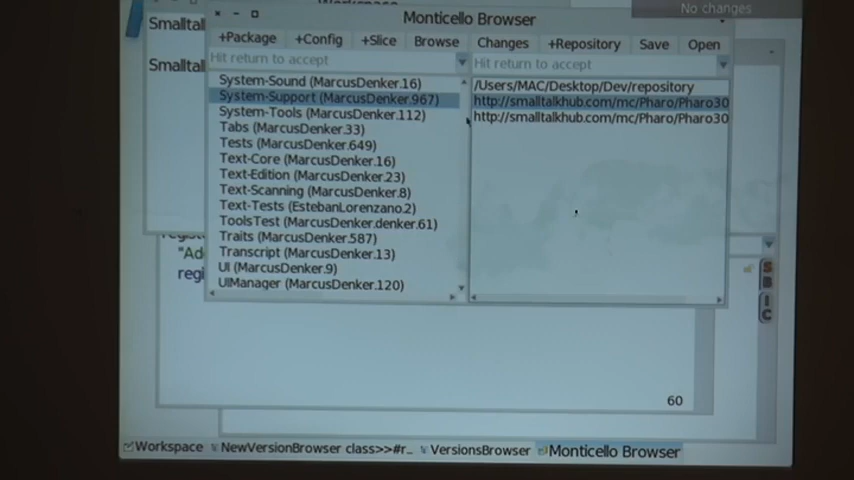 No changes
Monticello Browser
Smalltal
Smalltal
+Package +Config +Slice Browse Changes +Repository Save Open
Hit return to accept
Hit return to accept
System-Sound (MarcusDenker.16)
System-Support (MarcusDenker.967)
System-Tools (MarcusDenker.112)
Tabs (MarcusDenker.33)
Tests (MarcusDenker.649)
Text-Core (MarcusDenker.16)
Text-Edition (MarcusDenker.23)
Text-Scanning (MarcusDenker.8)
Text-Tests (EstebanLorenzano.2)
ToolsTest (MarcusDenker.denker.61)
Traits (MarcusDenker.587)
Transcript (MarcusDenker.13)
UI (MarcusDenker.9)
UIManager (MarcusDenker.120)
/Users/MAC/Desktop/Dev/repository
http://smalltalkhub.com/mc/Pharo/Pharo30
http://smalltalkhub.com/mc/Pharo/Pharo30
"Ad
regi
S
B
I
C
60
Workspace
NewVersionBrowser class>>#r...
VersionsBrowser
Monticello Browser